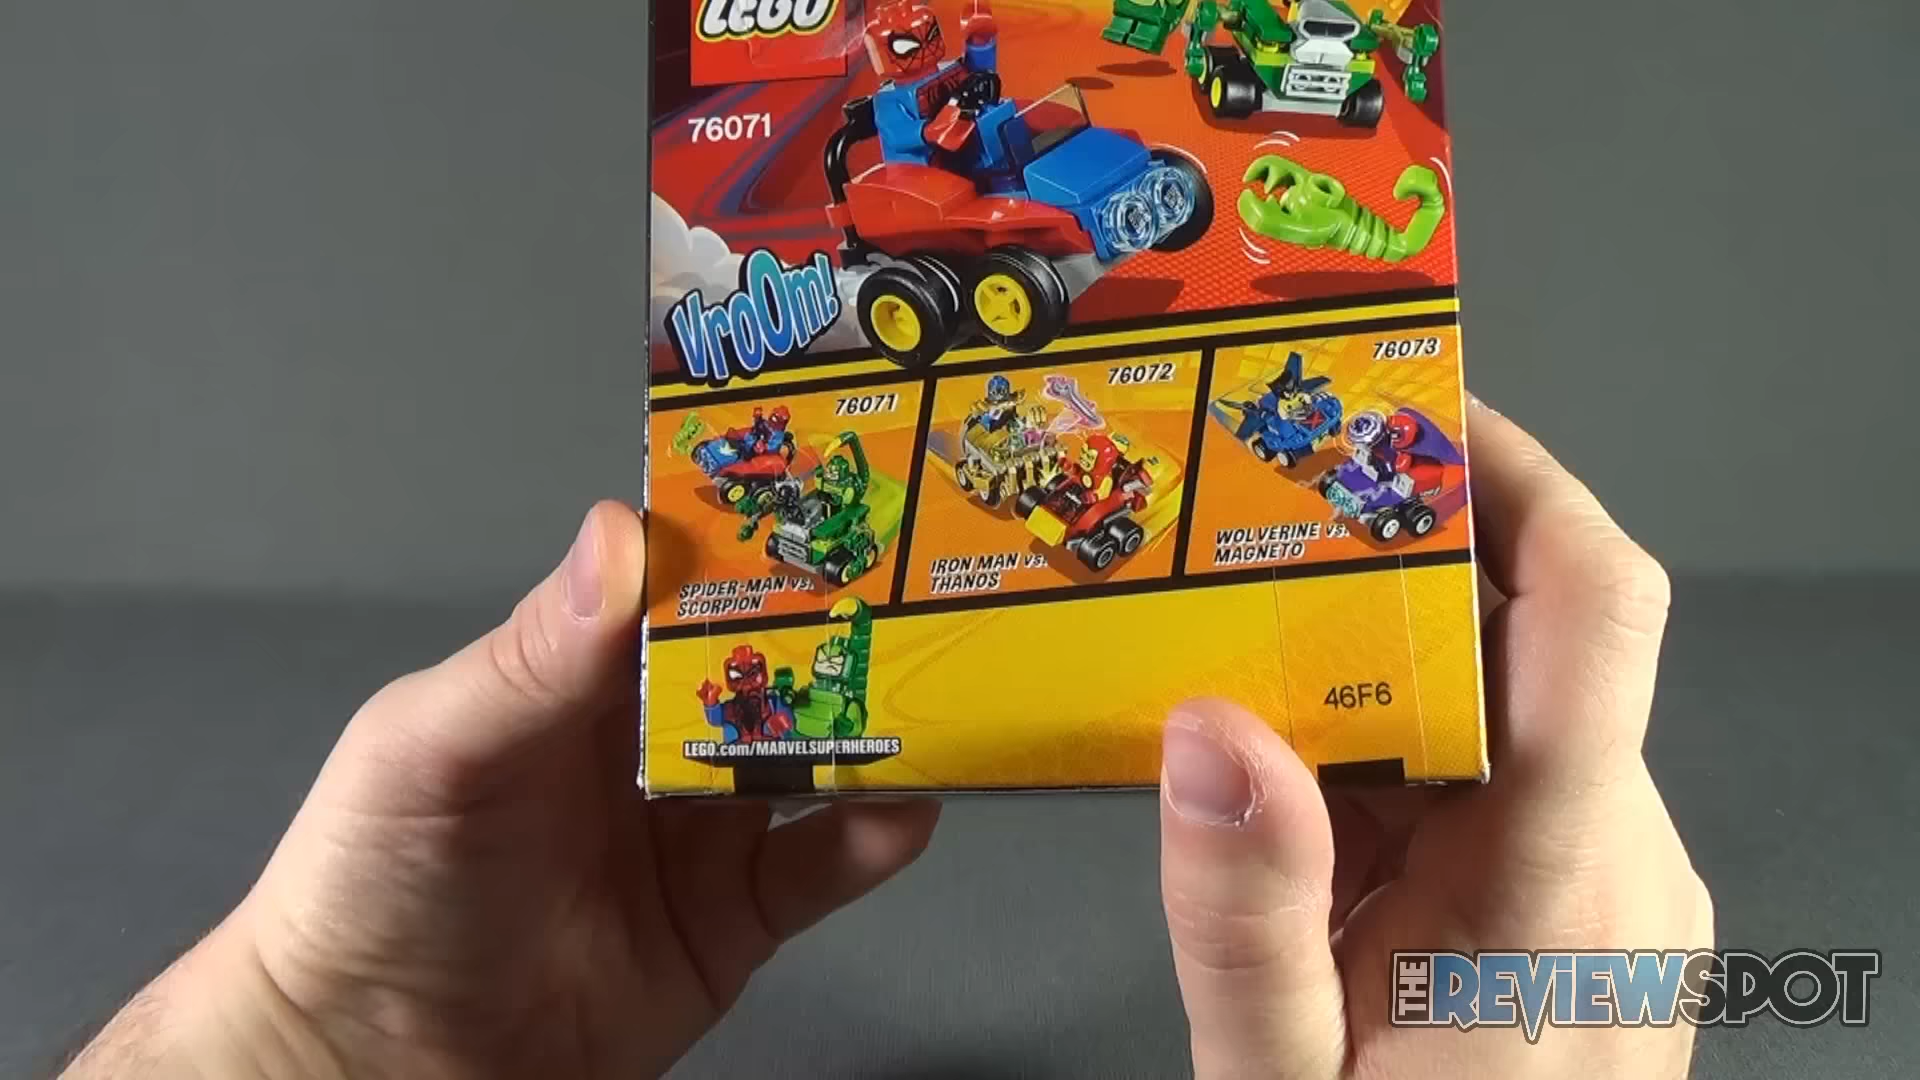 LEGO
76071
VroOm!
76071
SPIDER-MAN vs.
SCORPION
76072
IRON MAN vs.
THANOS
76073
WOLVERINE vs.
MAGNETO
46F6
LEGO.com/MARVELSUPERHEROES
THE REViEWSPOT